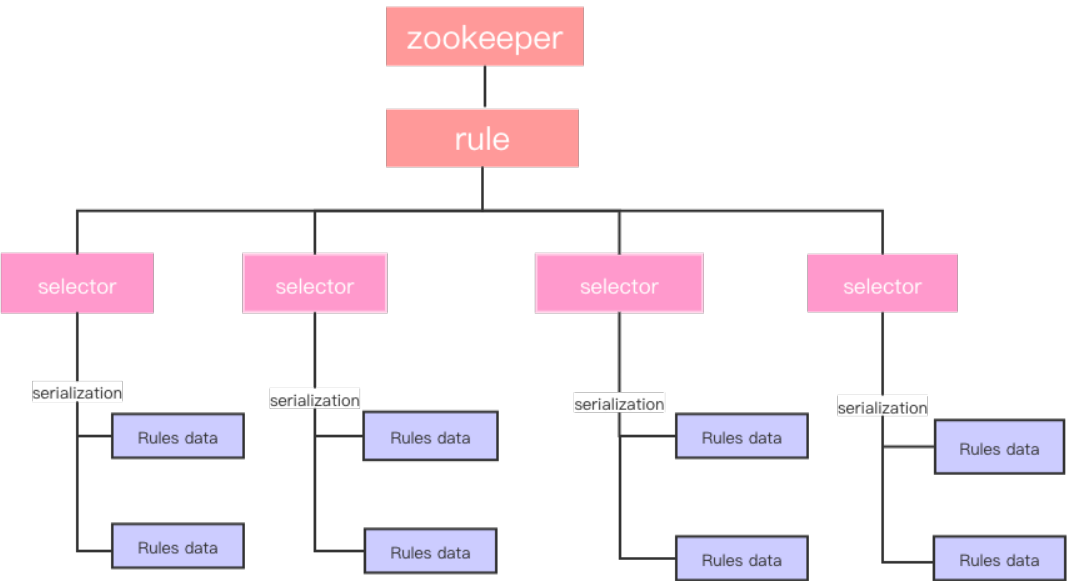 zookeeper
rule
selector
selector
selector
selector
serialization
serialization
serialization
serialization
Rules data
Rules data
Rules data
Rules data
Rules data
Rules data
Rules data
Rules data